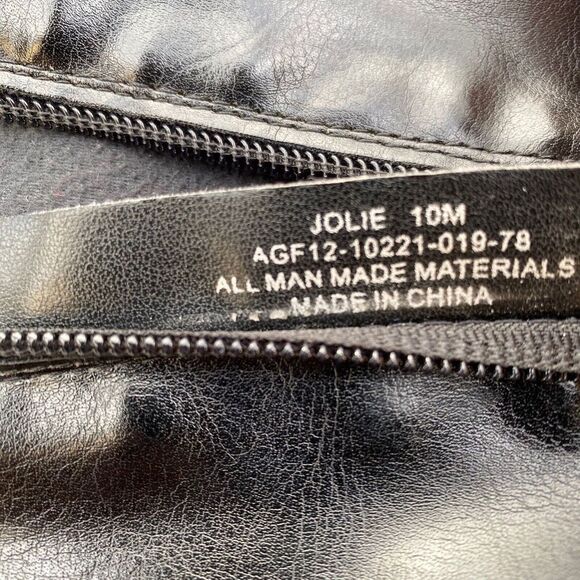 JOLIE 10M
AGF12-10221-019-78
ALL MAN MADE MATERIALS
MADE IN CHINA